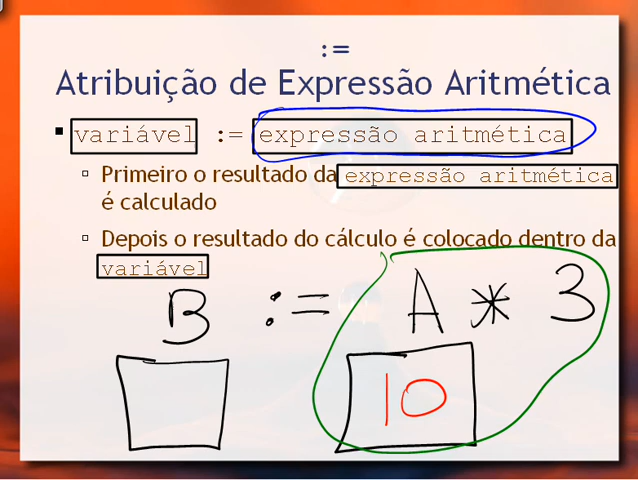 :=
Atribuição de Expressão Aritmética
variável := expressão aritmética
Primeiro o resultado da expressão aritmética
é calculado
Depois o resultado do cálculo é colocado dentro da
variável
B := A * 3
10